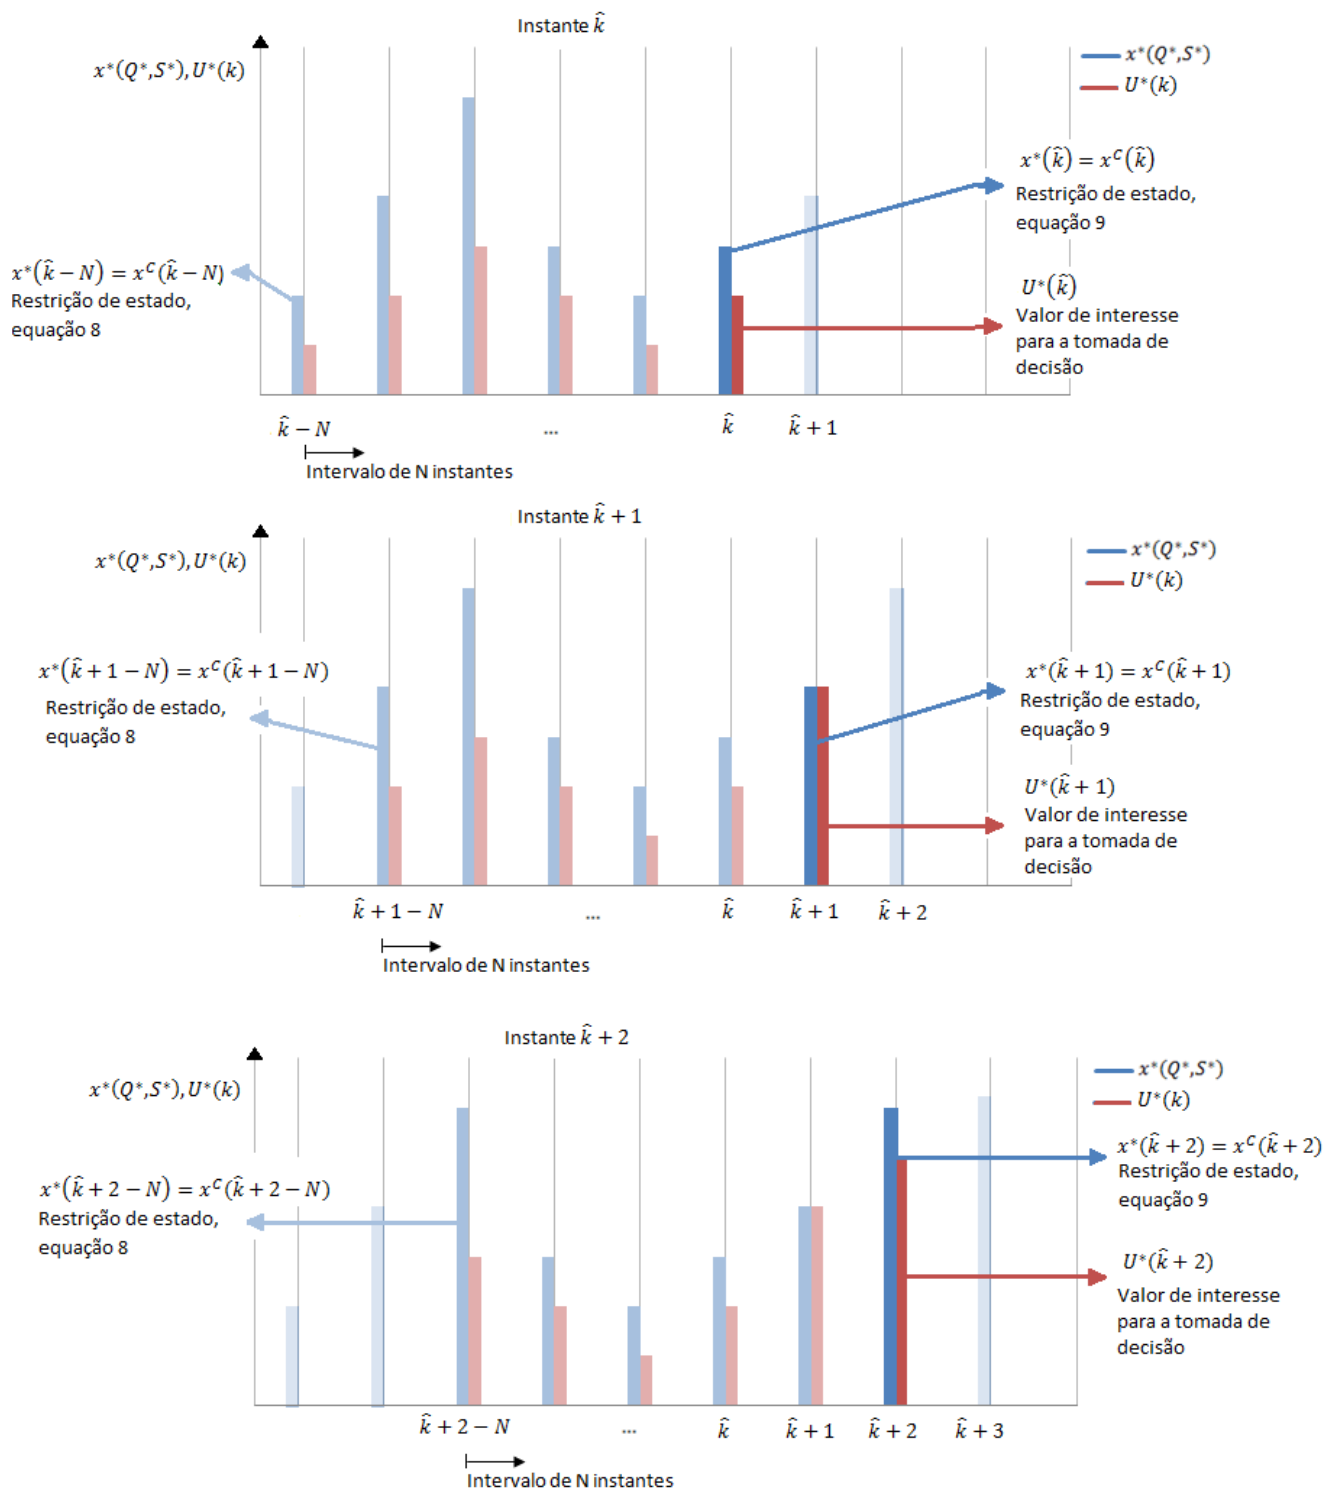 Instante k̂
x*(Q*,S*), U*(k)
x*(Q*,S*)
U*(k)
x*(k̂) = x^C(k̂)
Restrição de estado,
equação 9
x*(k̂ − N) = x^C(k̂ − N)
Restrição de estado,
equação 8
U*(k̂)
Valor de interesse
para a tomada de
decisão
k̂ − N
...
k̂
k̂ + 1
Intervalo de N instantes
Instante k̂ + 1
x*(Q*,S*), U*(k)
x*(Q*,S*)
U*(k)
x*(k̂ + 1 − N) = x^C(k̂ + 1 − N)
Restrição de estado,
equação 8
x*(k̂ + 1) = x^C(k̂ + 1)
Restrição de estado,
equação 9
U*(k̂ + 1)
Valor de interesse
para a tomada de
decisão
k̂ + 1 − N
...
k̂
k̂ + 1
k̂ + 2
Intervalo de N instantes
Instante k̂ + 2
x*(Q*,S*), U*(k)
x*(Q*,S*)
U*(k)
x*(k̂ + 2) = x^C(k̂ + 2)
Restrição de estado,
equação 9
x*(k̂ + 2 − N) = x^C(k̂ + 2 − N)
Restrição de estado,
equação 8
U*(k̂ + 2)
Valor de interesse
para a tomada de
decisão
k̂ + 2 − N
...
k̂
k̂ + 1
k̂ + 2
k̂ + 3
Intervalo de N instantes